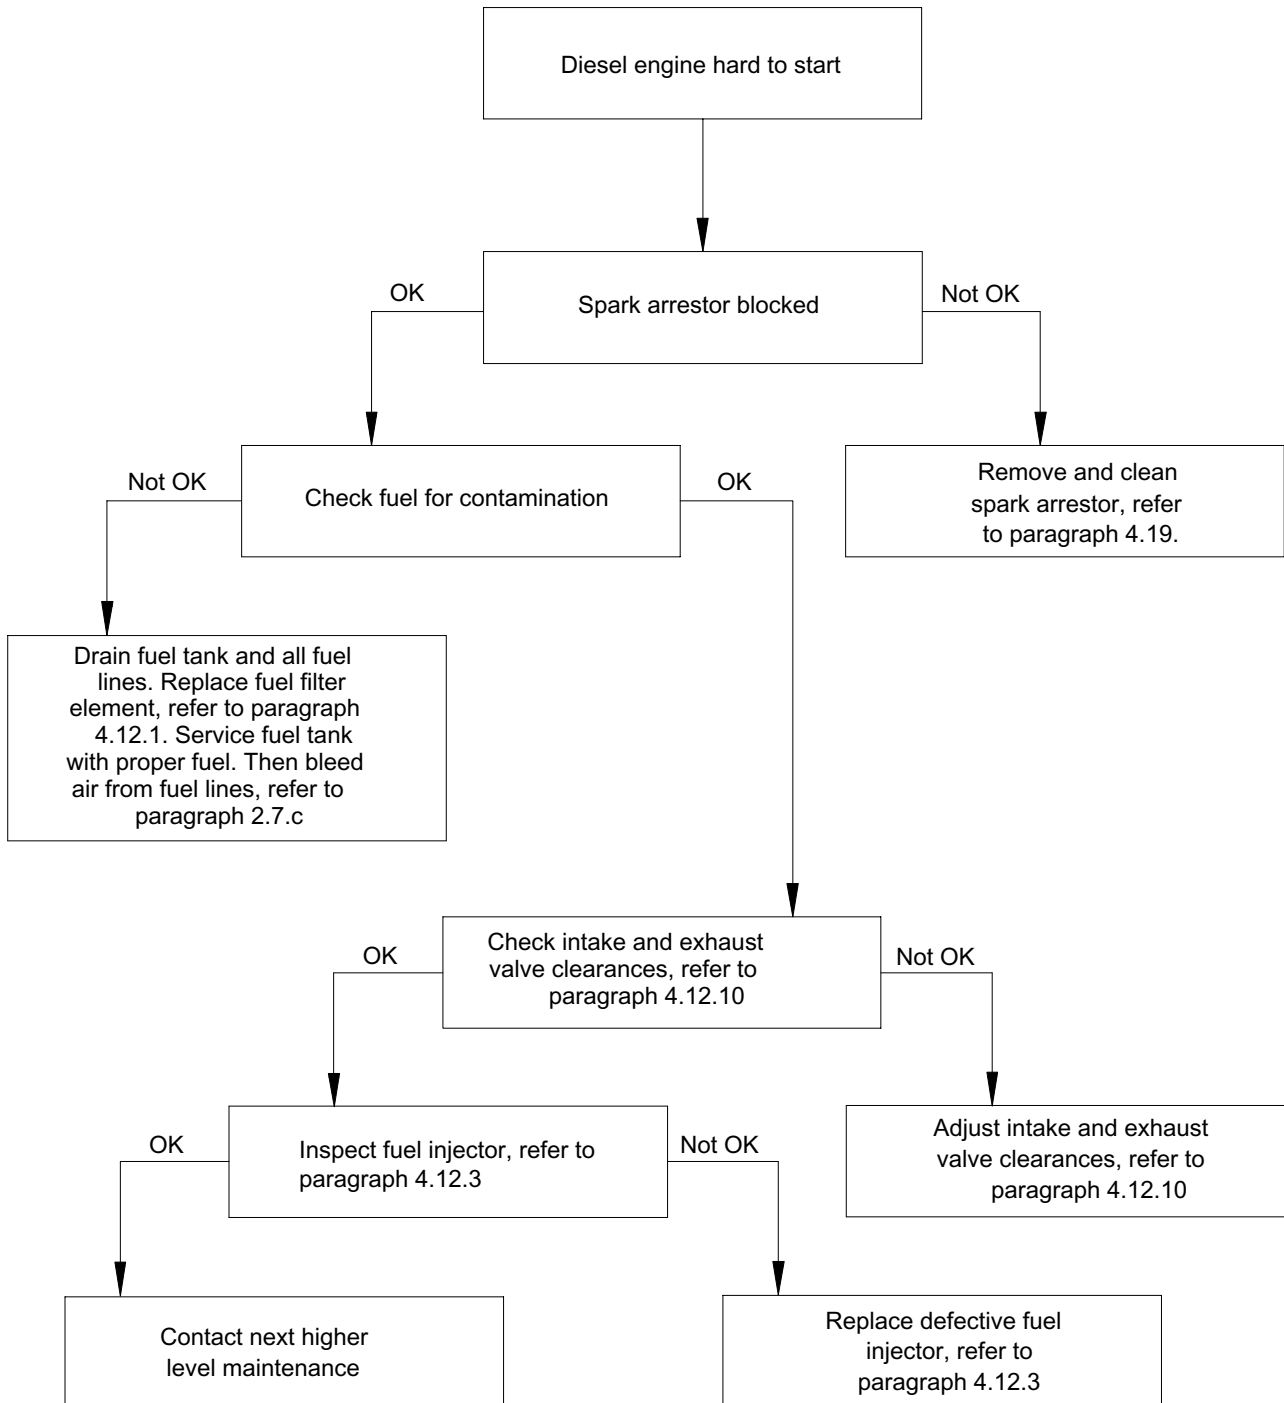 Diesel engine hard to start
OK
Spark arrestor blocked
Not OK
Not OK
Check fuel for contamination
OK
Remove and clean
spark arrestor, refer
to paragraph 4.19.
Drain fuel tank and all fuel
lines. Replace fuel filter
element, refer to paragraph
4.12.1. Service fuel tank
with proper fuel. Then bleed
air from fuel lines, refer to
paragraph 2.7.c
OK
Check intake and exhaust
valve clearances, refer to
paragraph 4.12.10
Not OK
OK
Inspect fuel injector, refer to
paragraph 4.12.3
Not OK
Adjust intake and exhaust
valve clearances, refer to
paragraph 4.12.10
Contact next higher
level maintenance
Replace defective fuel
injector, refer to
paragraph 4.12.3